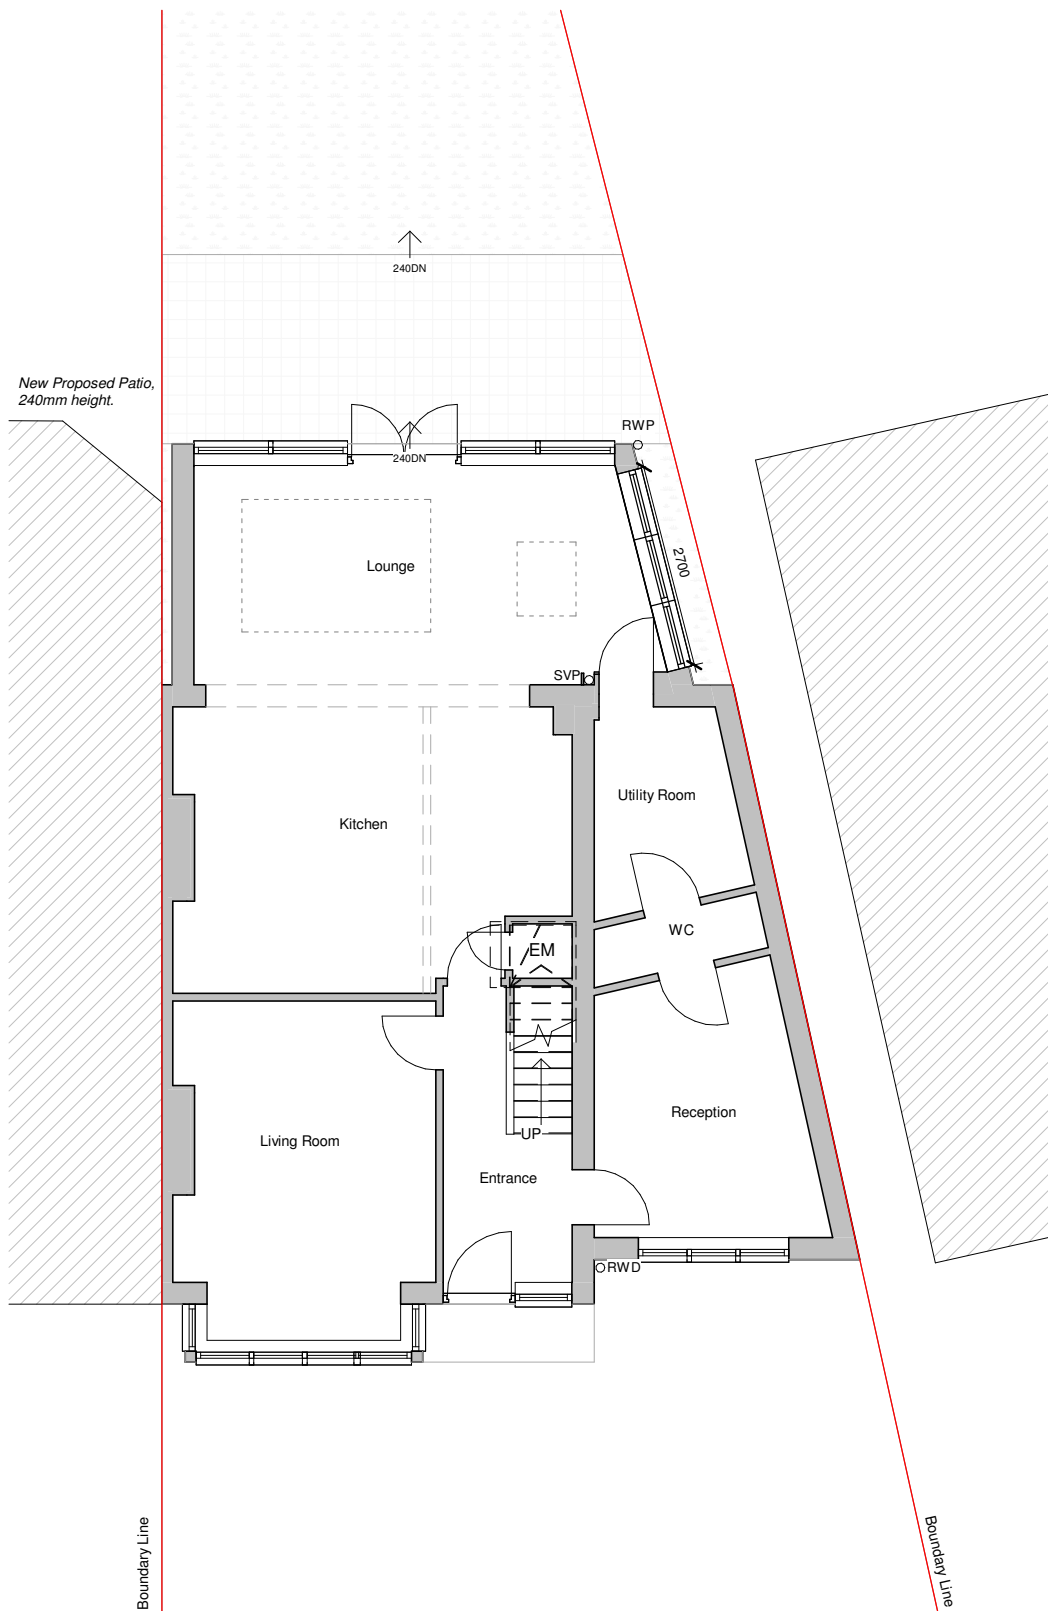 240DN
New Proposed Patio,
240mm height.
RWP
240DN
2700
Lounge
SVP
Utility Room
Kitchen
WC
EM
Reception
UP
Living Room
Entrance
RWD
Boundary Line
Boundary Line